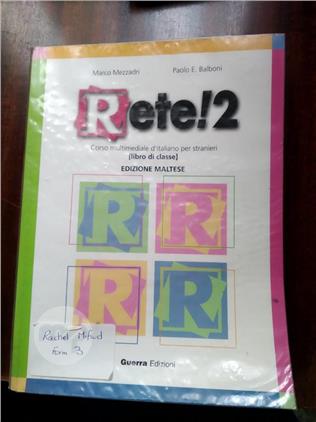 Marco Mezzadri Paolo E. Balboni
Rete!2
Corso multimediale d'italiano per stranieri
[libro di classe]
EDIZIONE MALTESE
R R
R R
Rachel Mifsud
Form 3
Guerra Edizioni